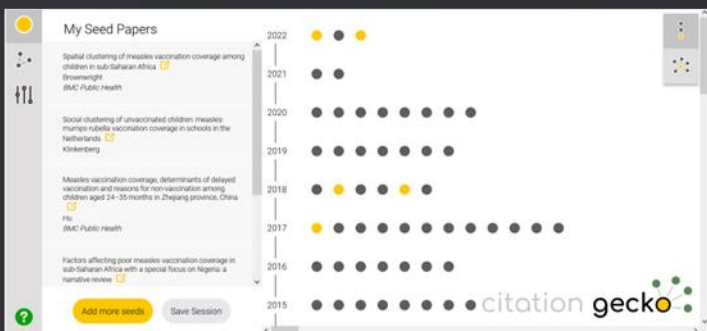 My Seed Papers
Spatial clustering of measles vaccination coverage among
children in sub-Saharan Africa
Brownwright
BMC Public Health
Social clustering of unvaccinated children: measles-
mumps-rubella vaccination coverage in schools in the
Netherlands
Klinkenberg
Measles vaccination coverage, determinants of delayed
vaccination and reasons for non-vaccination among
children aged 24–35 months in Zhejiang province, China
Hu
BMC Public Health
Factors affecting poor measles vaccination coverage in
sub-Saharan Africa with a special focus on Nigeria: a
narrative review
Add more seeds
Save Session
?
2022
2021
2020
2019
2018
2017
2016
2015
citation gecko